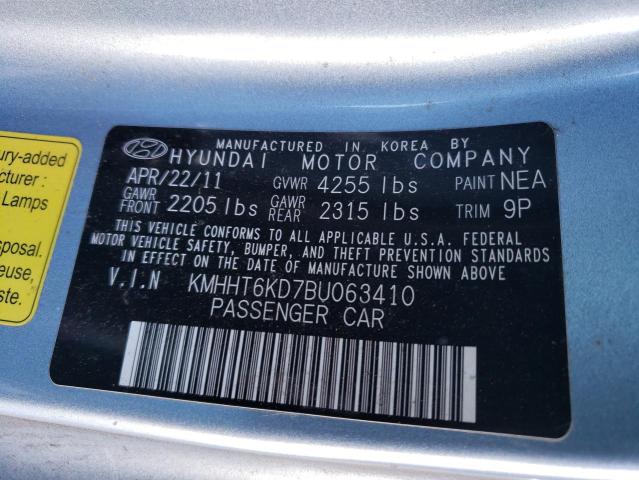 ury-added
acturer :
Lamps
sposal.
euse,
ste.
MANUFACTURED IN KOREA BY
HYUNDAI MOTOR COMPANY
APR/22/11 GVWR 4255 lbs PAINT NEA
GAWR FRONT 2205 lbs GAWR REAR 2315 lbs TRIM 9P
THIS VEHICLE CONFORMS TO ALL APPLICABLE U.S.A. FEDERAL
MOTOR VEHICLE SAFETY, BUMPER, AND THEFT PREVENTION STANDARDS
IN EFFECT ON THE DATE OF MANUFACTURE SHOWN ABOVE.
V.I.N KMHHT6KD7BU063410
PASSENGER CAR